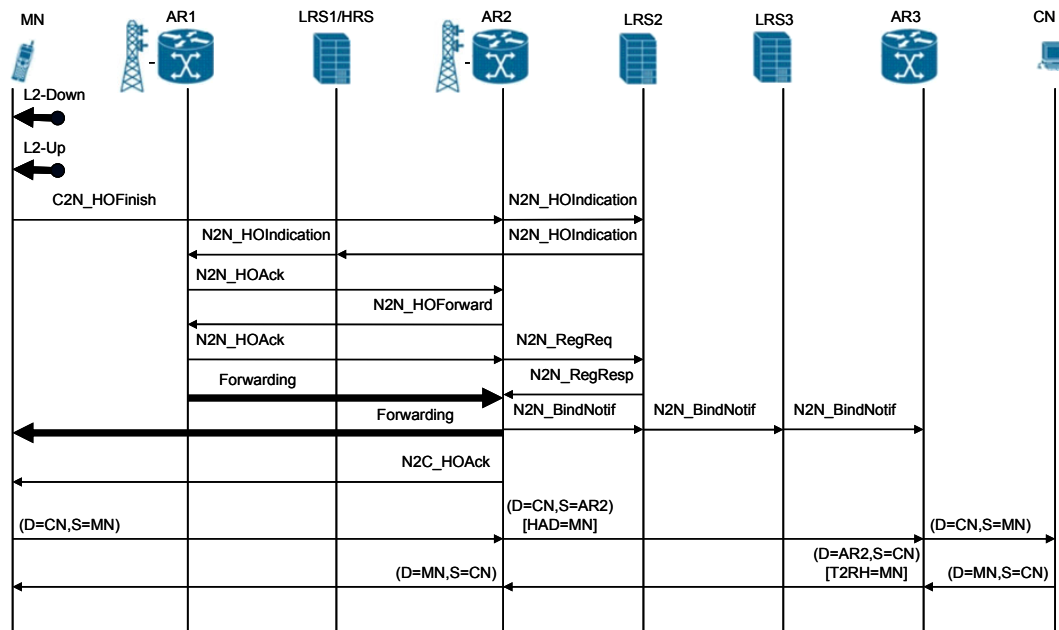 MN
AR1
LRS1/HRS
AR2
LRS2
LRS3
AR3
CN
L2-Down
L2-Up
C2N_HOFinish
N2N_HOIndication
N2N_HOIndication
N2N_HOIndication
N2N_HOAck
N2N_HOForward
N2N_HOAck
N2N_RegReq
Forwarding
N2N_RegResp
Forwarding
N2N_BindNotif
N2N_BindNotif
N2N_BindNotif
N2C_HOAck
(D=CN,S=MN)
(D=CN,S=AR2)
[HAD=MN]
(D=CN,S=MN)
(D=MN,S=CN)
(D=AR2,S=CN)
[T2RH=MN]
(D=MN,S=CN)